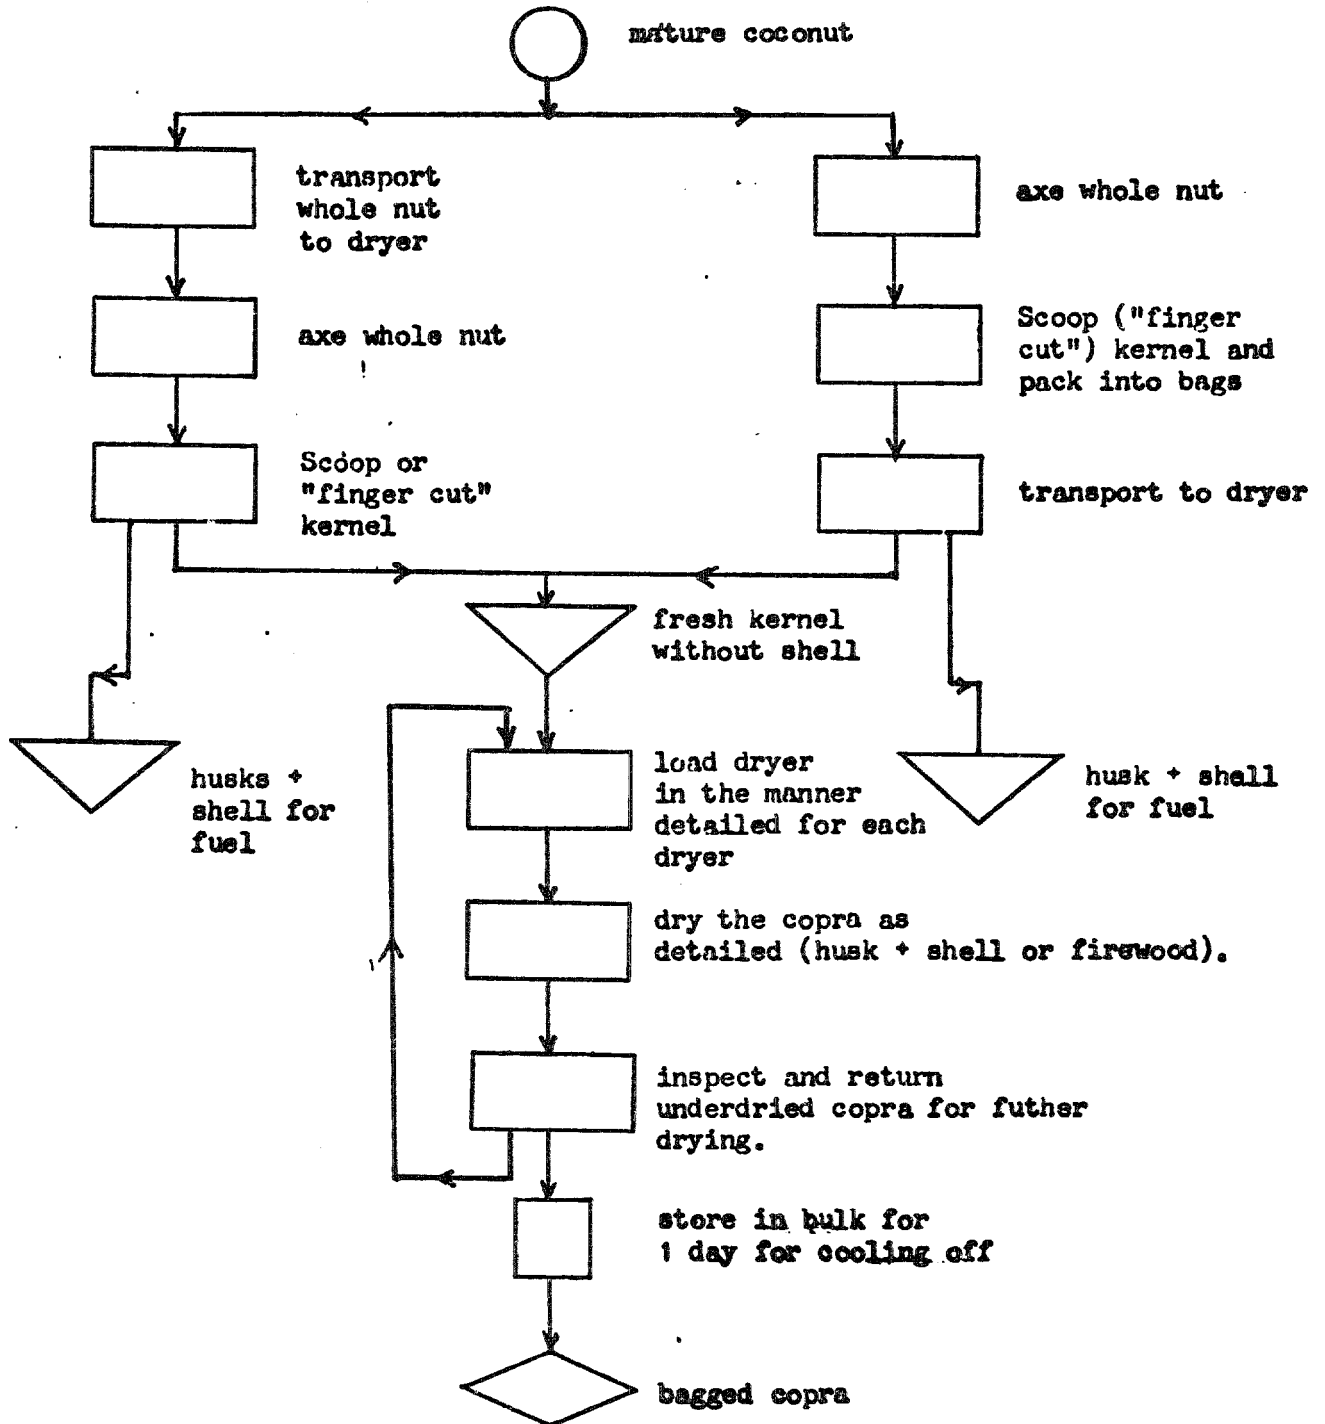 mature coconut
transport
whole nut
to dryer
axe whole nut
axe whole nut
Scoop ("finger
cut") kernel and
pack into bags
Scoop or
"finger cut"
kernel
transport to dryer
fresh kernel
without shell
husks +
shell for
fuel
husk + shell
for fuel
load dryer
in the manner
detailed for each
dryer
dry the copra as
detailed (husk + shell or firewood).
inspect and return
underdried copra for futher
drying.
store in bulk for
1 day for cooling off
bagged copra